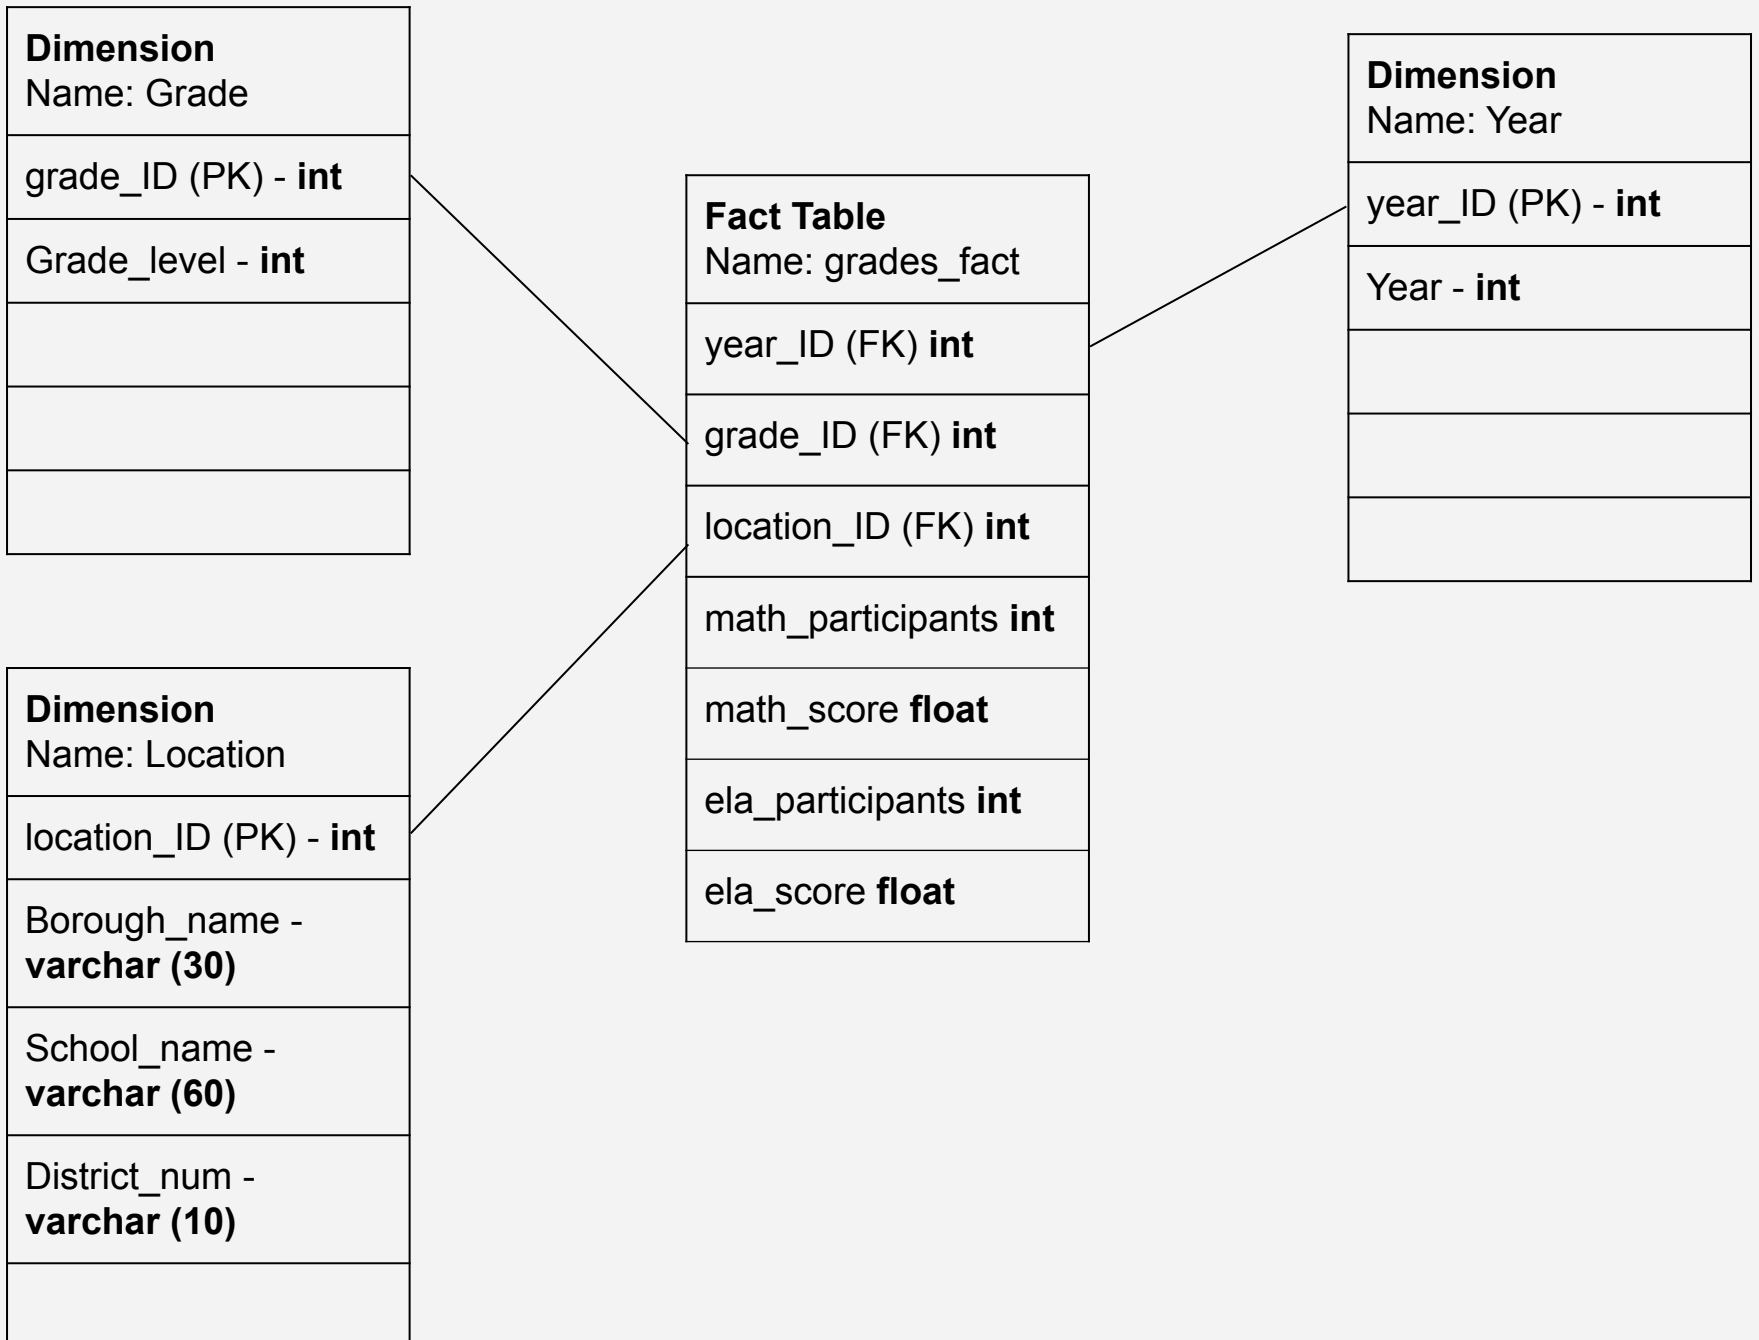 Dimension
Name: Grade
grade_ID (PK) - int
Grade_level - int
Dimension
Name: Location
location_ID (PK) - int
Borough_name -
varchar (30)
School_name -
varchar (60)
District_num -
varchar (10)
Fact Table
Name: grades_fact
year_ID (FK) int
grade_ID (FK) int
location_ID (FK) int
math_participants int
math_score float
ela_participants int
ela_score float
Dimension
Name: Year
year_ID (PK) - int
Year - int